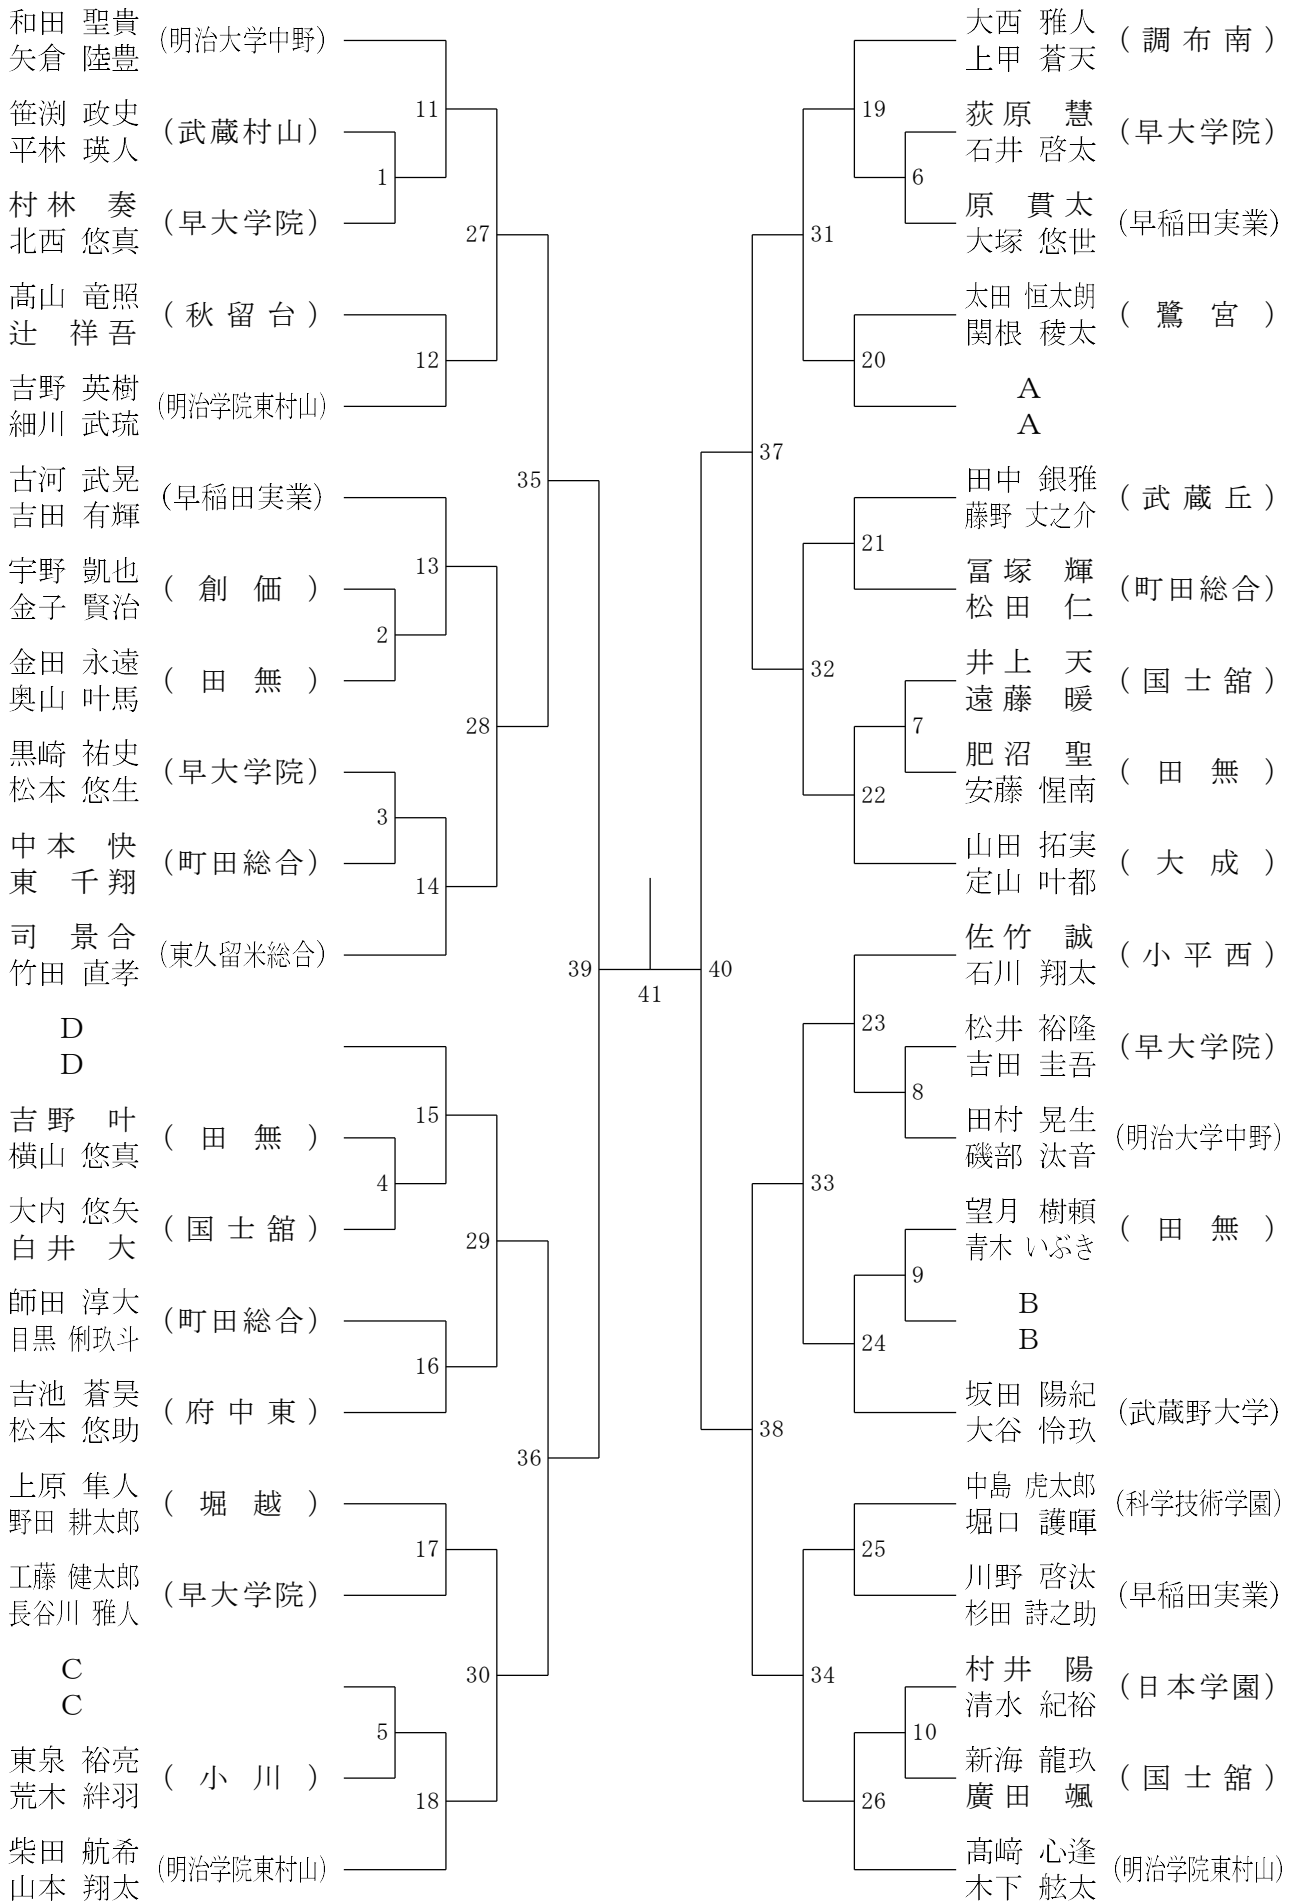 和田 聖貴
矢倉 陸豊
(明治大学中野)
笹渕 政史
平林 瑛人
(武蔵村山)
村林 奏
北西 悠真
(早大学院)
髙山 竜照
辻 祥吾
(秋留台)
吉野 英樹
細川 武琉
(明治学院東村山)
古河 武晃
吉田 有輝
(早稲田実業)
宇野 凱也
金子 賢治
(創価)
金田 永遠
奥山 叶馬
(田無)
黒崎 祐史
松本 悠生
(早大学院)
中本 快
東 千翔
(町田総合)
司 景合
竹田 直孝
(東久留米総合)
D
D
吉野 叶
横山 悠真
(田無)
大内 悠矢
白井 大
(国士舘)
師田 淳大
目黒 俐玖斗
(町田総合)
吉池 蒼昊
松本 悠助
(府中東)
上原 隼人
野田 耕太郎
(堀越)
工藤 健太郎
長谷川 雅人
(早大学院)
C
C
東泉 裕亮
荒木 絆羽
(小川)
柴田 航希
山本 翔太
(明治学院東村山)
1
2
3
4
5
11
12
13
14
15
16
17
18
27
28
29
30
35
36
39
41
40
37
38
31
32
33
34
19
20
21
22
23
24
25
26
6
7
8
9
10
大西 雅人
上甲 蒼天
(調布南)
荻原 慧
石井 啓太
(早大学院)
原 貫太
大塚 悠世
(早稲田実業)
太田 恒太朗
関根 稜太
(鷺宮)
A
A
田中 銀雅
藤野 丈之介
(武蔵丘)
冨塚 輝
松田 仁
(町田総合)
井上 天
遠藤 暖
(国士舘)
肥沼 聖
安藤 惺南
(田無)
山田 拓実
定山 叶都
(大成)
佐竹 誠
石川 翔太
(小平西)
松井 裕隆
吉田 圭吾
(早大学院)
田村 晃生
磯部 汰音
(明治大学中野)
望月 樹頼
青木 いぶき
(田無)
B
B
坂田 陽紀
大谷 怜玖
(武蔵野大学)
中島 虎太郎
堀口 護暉
(科学技術学園)
川野 啓汰
杉田 詩之助
(早稲田実業)
村井 陽
清水 紀裕
(日本学園)
新海 龍玖
廣田 颯
(国士舘)
髙﨑 心逢
木下 舷太
(明治学院東村山)